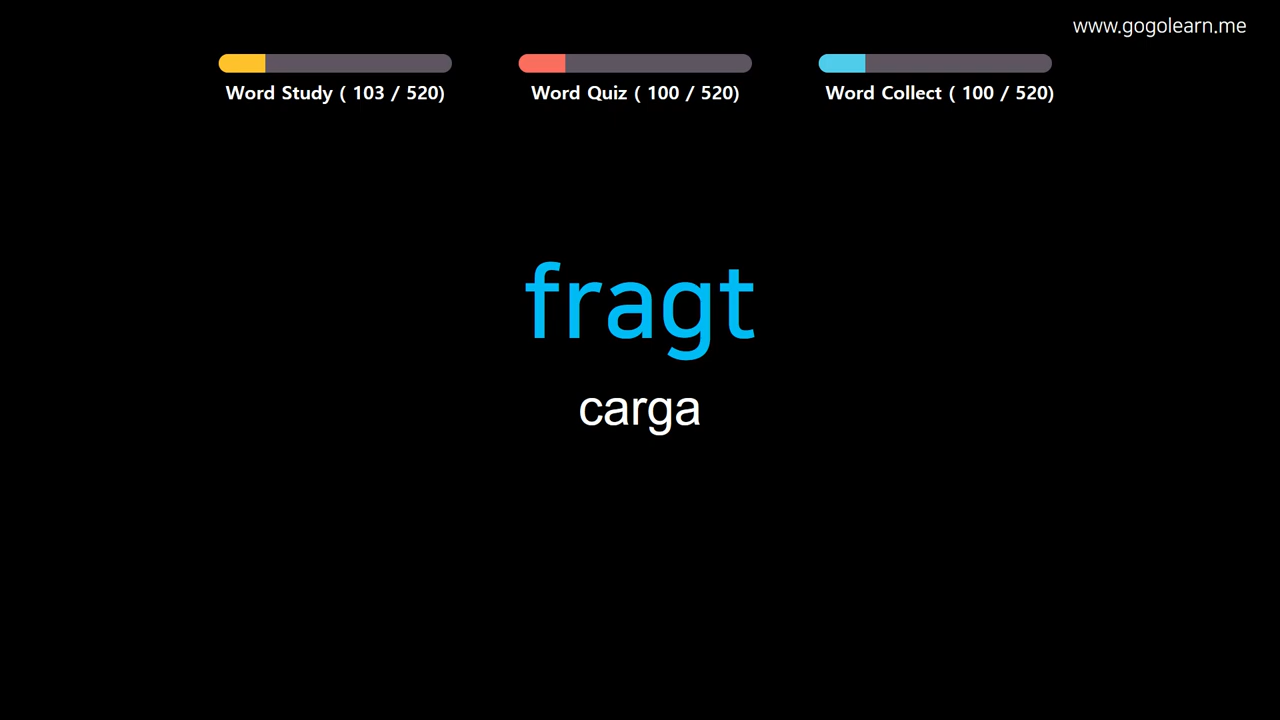 www.gogolearn.me
Word Study ( 103 / 520)
Word Quiz ( 100 / 520)
Word Collect ( 100 / 520)
fragt
carga